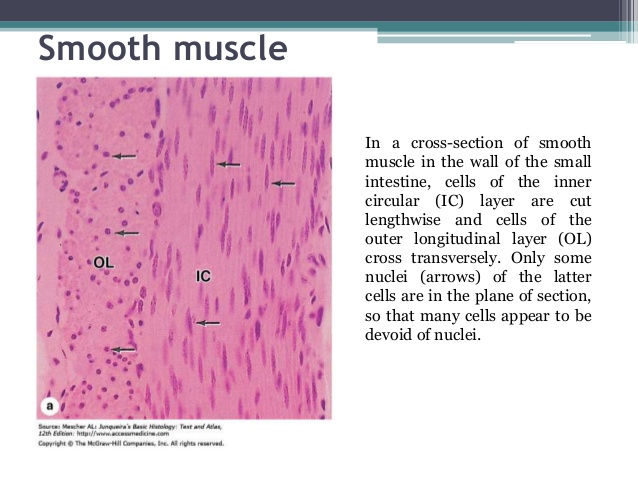 Smooth muscle
OL
IC
a
Source: Mescher AL: Junqueira's Basic Histology: Text and Atlas,
12th Edition: http://www.accessmedicine.com
Copyright © The McGraw-Hill Companies, Inc. All rights reserved.
In a cross-section of smooth
muscle in the wall of the small
intestine, cells of the inner
circular (IC) layer are cut
lengthwise and cells of the
outer longitudinal layer (OL)
cross transversely. Only some
nuclei (arrows) of the latter
cells are in the plane of section,
so that many cells appear to be
devoid of nuclei.